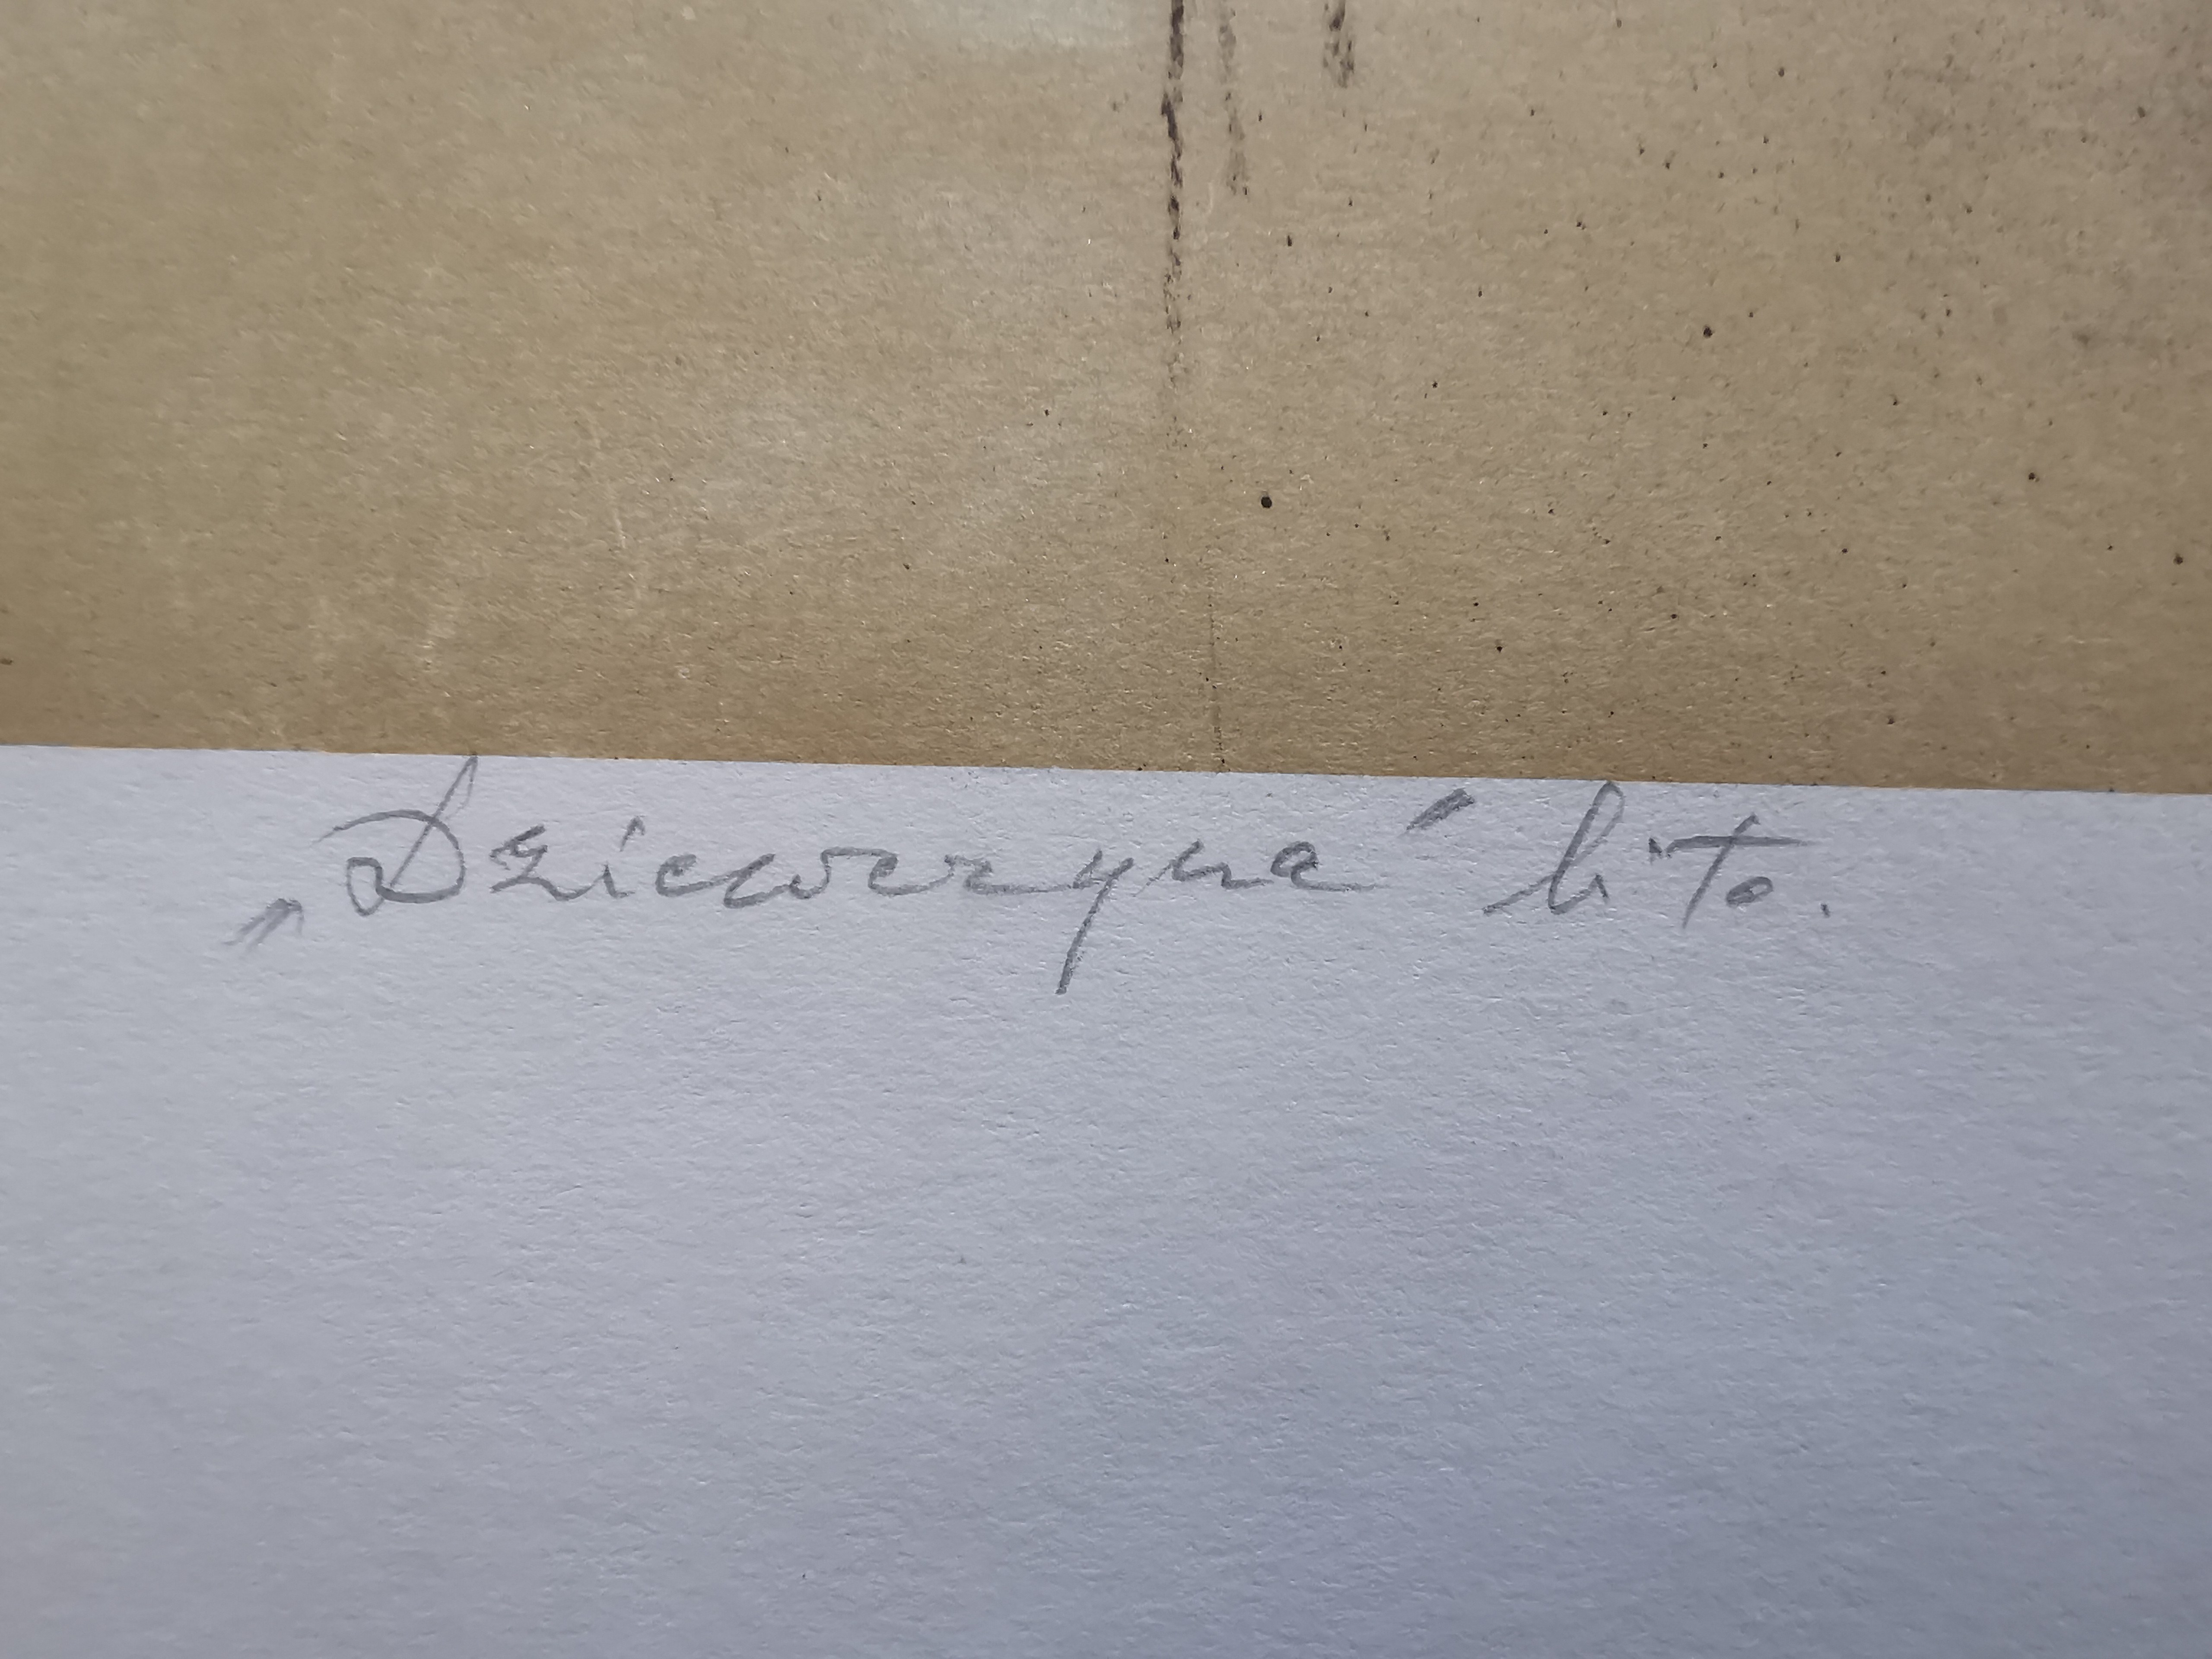 „Dziewczyna" lito.